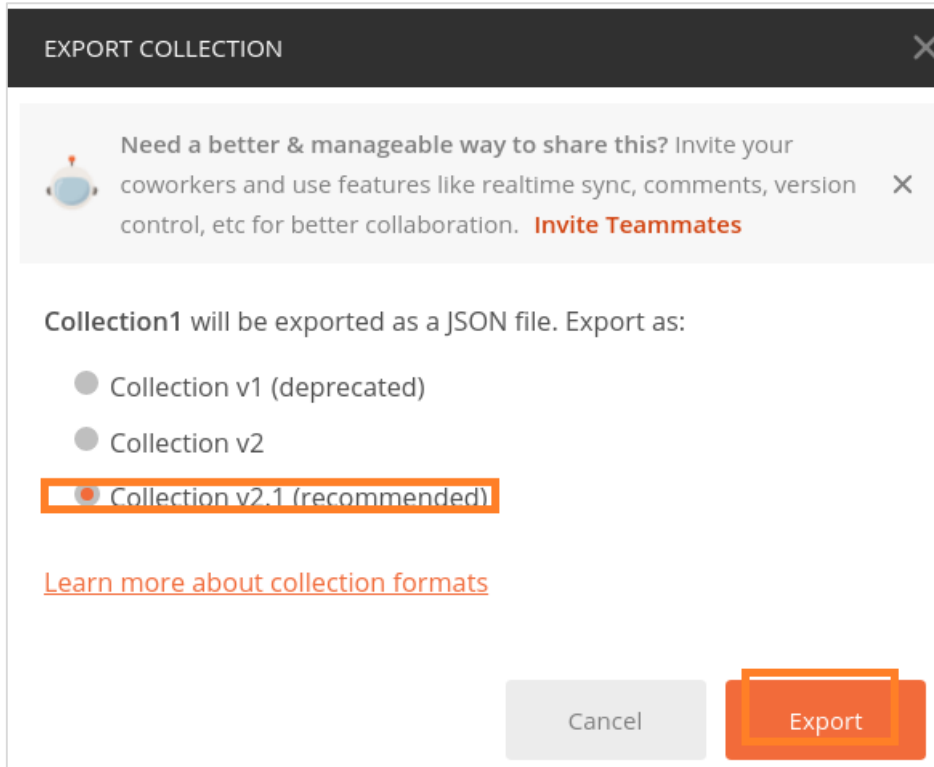 EXPORT COLLECTION
Need a better & manageable way to share this? Invite your
coworkers and use features like realtime sync, comments, version
control, etc for better collaboration. Invite Teammates
Collection1 will be exported as a JSON file. Export as:
Collection v1 (deprecated)
Collection v2
Collection v2.1 (recommended)
Learn more about collection formats
Cancel
Export